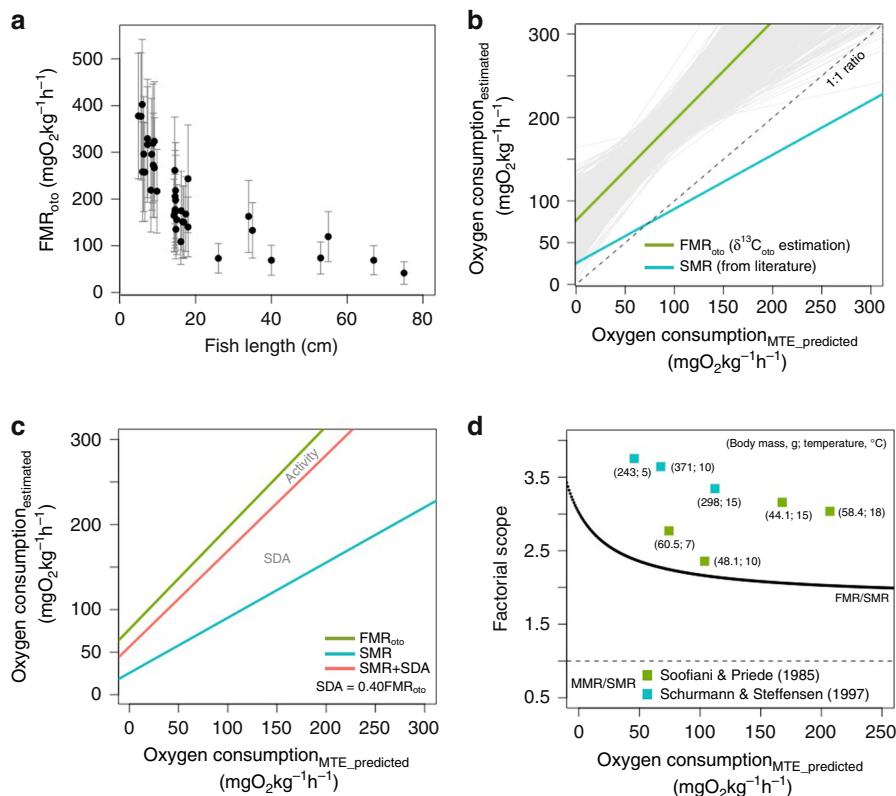 a
500
400
300
200
100
0
FMRoto (mgO2kg−1h−1)
0 20 40 60 80
Fish length (cm)
b
300
200
100
50
0
Oxygen consumptionestimated
(mgO2kg−1h−1)
1:1 ratio
FMRoto (δ13Coto estimation)
SMR (from literature)
0 50 100 150 200 250 300
Oxygen consumptionMTE_predicted
(mgO2kg−1h−1)
c
300
200
100
50
0
Oxygen consumptionestimated
(mgO2kg−1h−1)
Activity
SDA
FMRoto
SMR
SMR+SDA
SDA = 0.40FMRoto
0 50 100 150 200 250 300
Oxygen consumptionMTE_predicted
(mgO2kg−1h−1)
d
(Body mass, g; temperature, °C)
3.5
2.5
1.5
0.5
Factorial scope
(243; 5)
(371; 10)
(298; 15)
(44.1; 15)
(58.4; 18)
(60.5; 7)
(48.1; 10)
FMR/SMR
MMR/SMR
Soofiani & Priede (1985)
Schurmann & Steffensen (1997)
0 50 100 150 200 250
Oxygen consumptionMTE_predicted
(mgO2kg−1h−1)